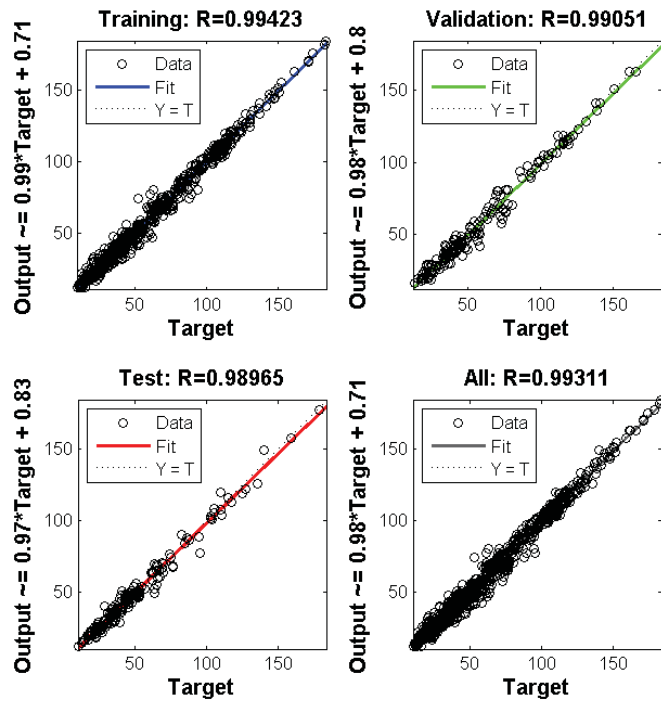 Training: R=0.99423
Output ~= 0.99*Target + 0.71
Data
Fit
Y = T
150
100
50
50 100 150
Target
Validation: R=0.99051
Output ~= 0.98*Target + 0.8
Data
Fit
Y = T
150
100
50
50 100 150
Target
Test: R=0.98965
Output ~= 0.97*Target + 0.83
Data
Fit
Y = T
150
100
50
50 100 150
Target
All: R=0.99311
Output ~= 0.98*Target + 0.71
Data
Fit
Y = T
150
100
50
50 100 150
Target